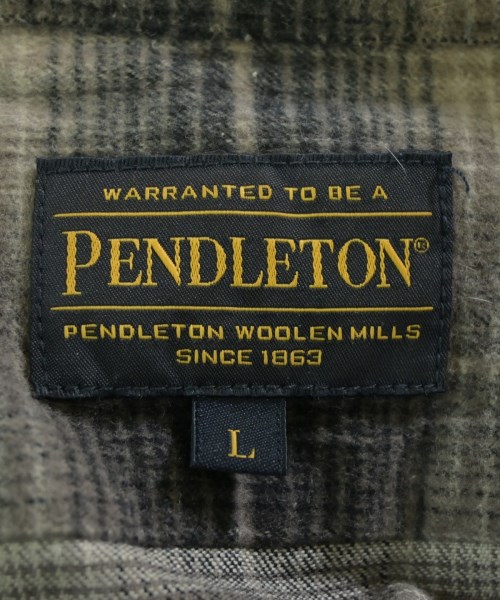 WARRANTED TO BE A
PENDLETON®
PENDLETON WOOLEN MILLS
SINCE 1863
L